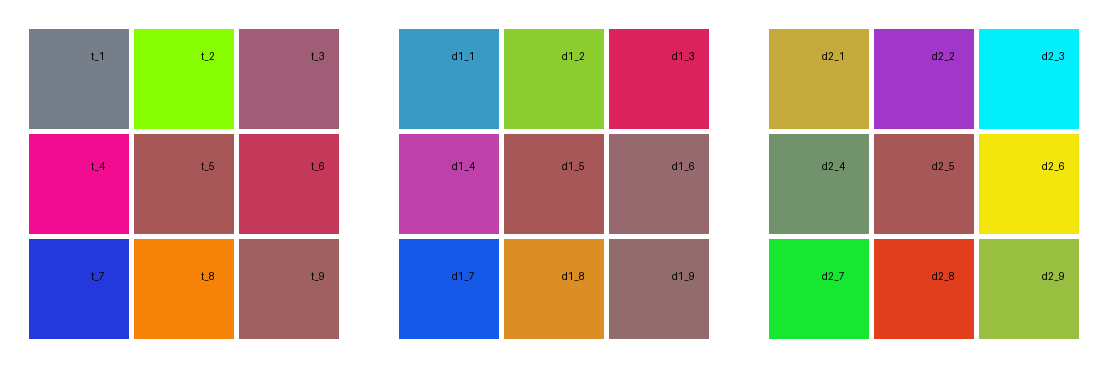 t_1 t_2 t_3 d1_1 d1_2 d1_3 d2_1 d2_2 d2_3
t_4 t_5 t_6 d1_4 d1_5 d1_6 d2_4 d2_5 d2_6
t_7 t_8 t_9 d1_7 d1_8 d1_9 d2_7 d2_8 d2_9